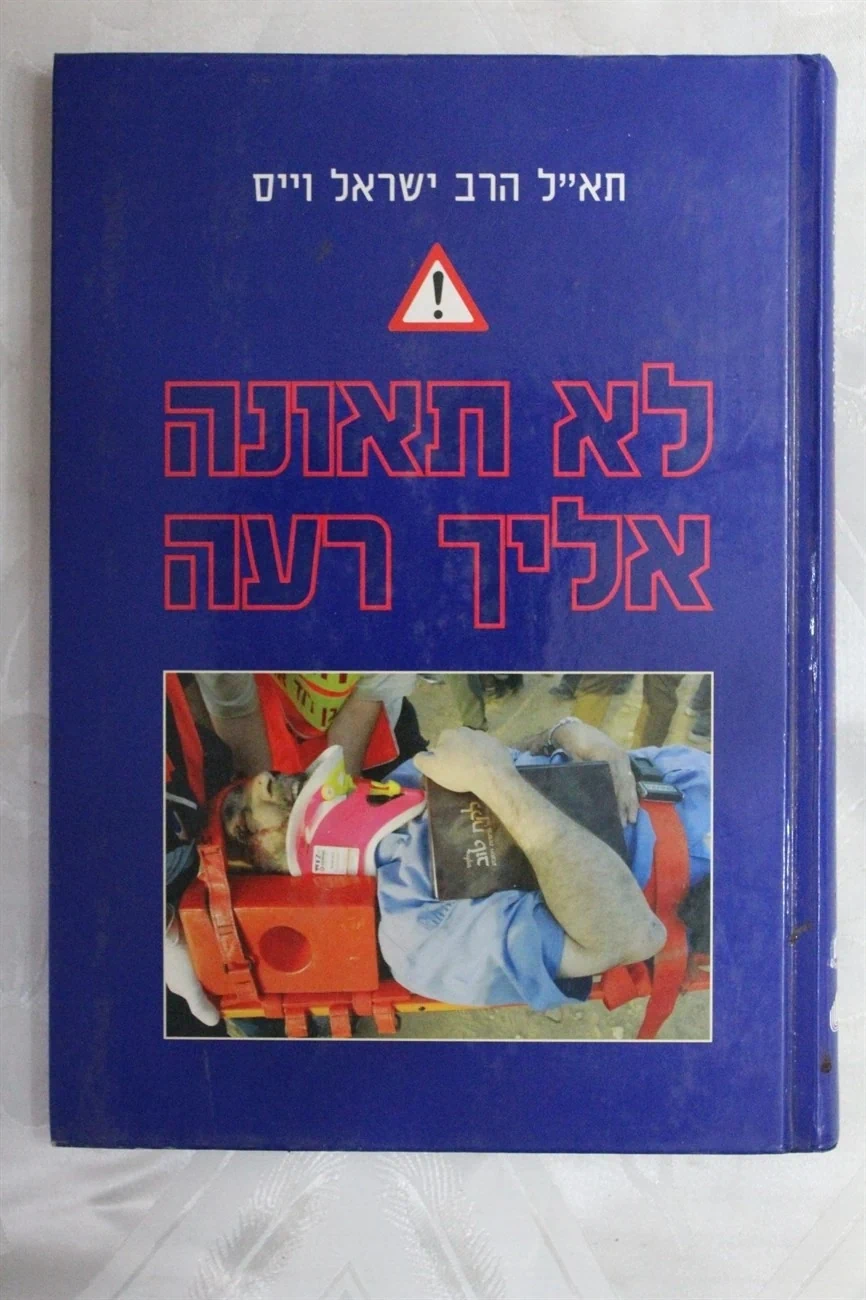 תא״ל הרב ישראל וייס
לא תאונה
אליך רעה